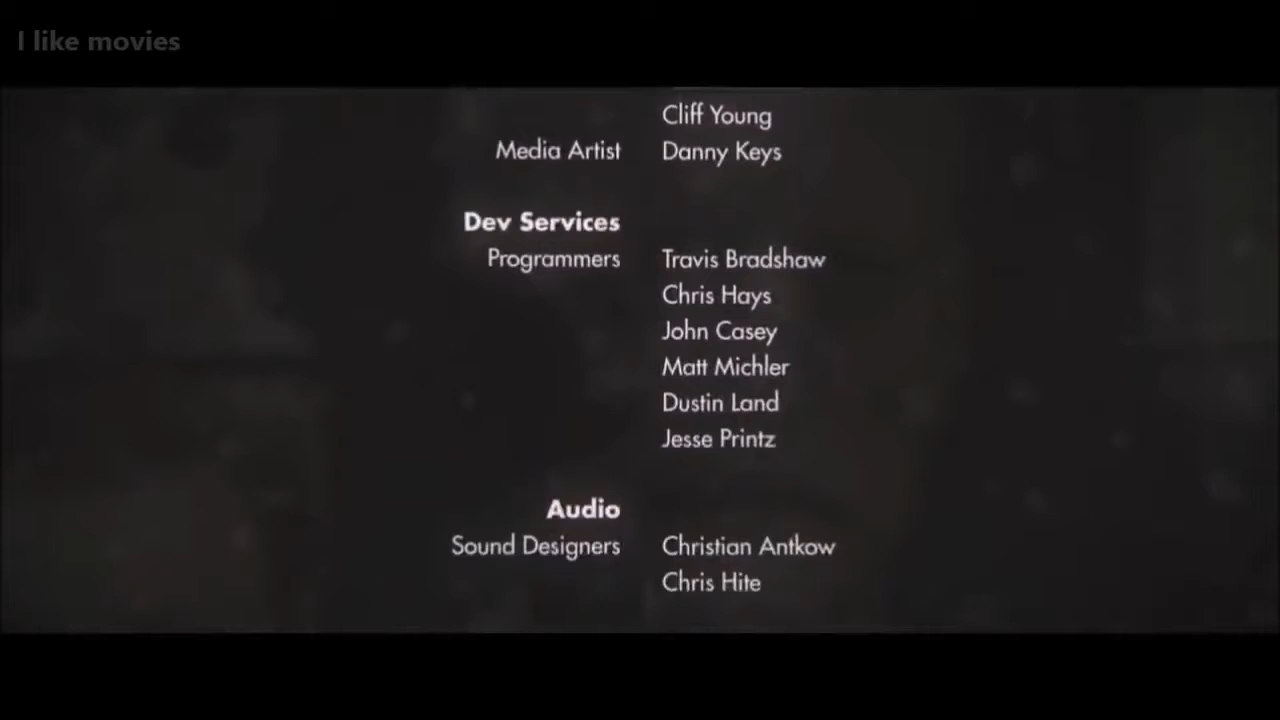 I like movies
Cliff Young
Media Artist Danny Keys
Dev Services
Programmers Travis Bradshaw
Chris Hays
John Casey
Matt Michler
Dustin Land
Jesse Printz
Audio
Sound Designers Christian Antkow
Chris Hite